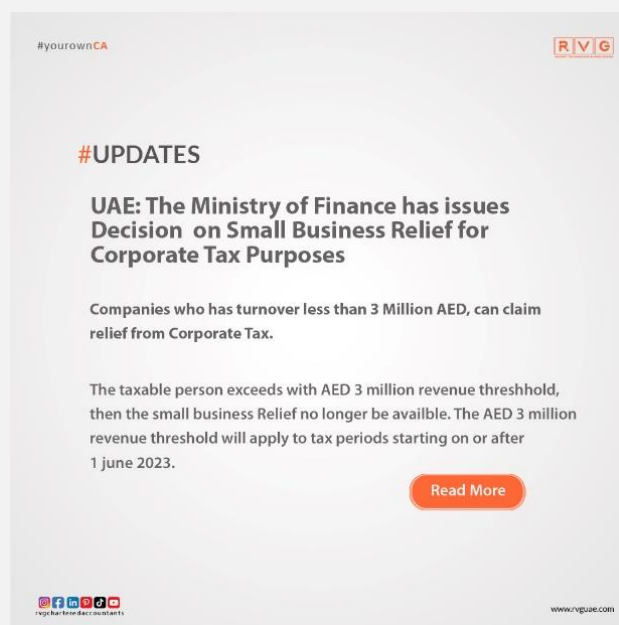 #yourownCA
RVG
#UPDATES
UAE: The Ministry of Finance has issues
Decision on Small Business Relief for
Corporate Tax Purposes
Companies who has turnover less than 3 Million AED, can claim
relief from Corporate Tax.
The taxable person exceeds with AED 3 million revenue threshhold,
then the small business Relief no longer be availble. The AED 3 million
revenue threshold will apply to tax periods starting on or after
1 june 2023.
Read More
rvgcharteredaccountants
www.rvguae.com